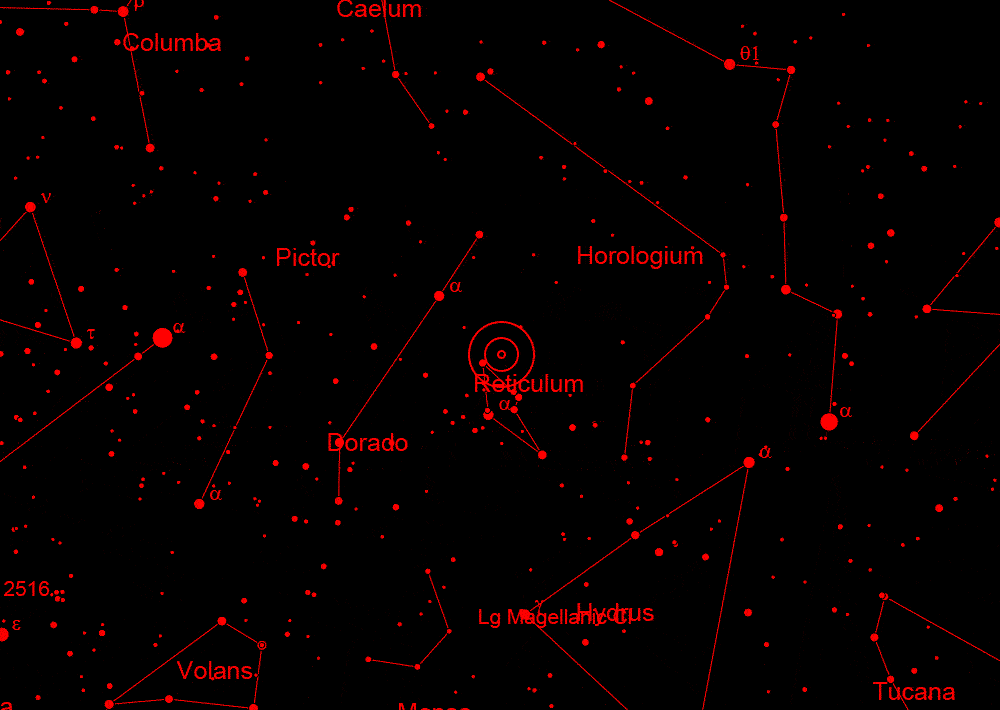 ρ
Caelum
Columba
θ1
ν
Pictor
Horologium
α
τ
α
Reticulum
α
α
Dorado
α
α
2516
ε
Lg Magellanic Cl
Hydrus
γ
Volans
Tucana
a